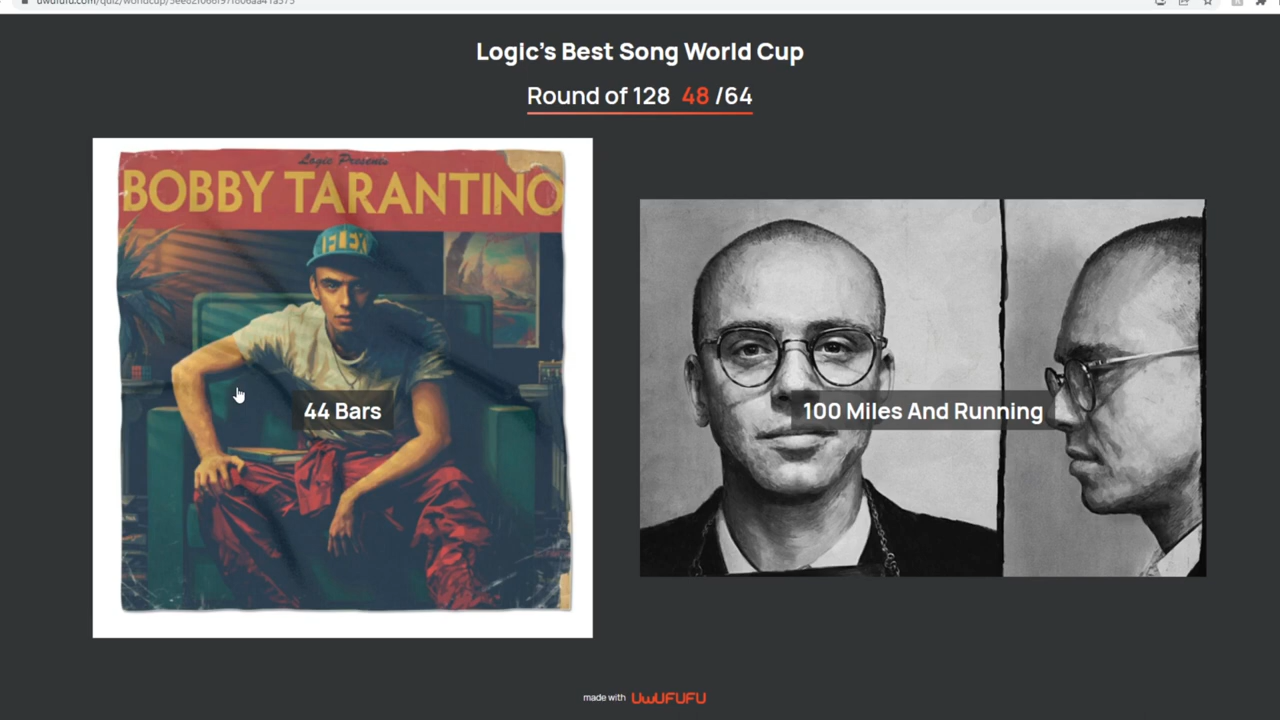 Logic's Best Song World Cup
Round of 128 48 /64
Logic Presents
BOBBY TARANTINO
FLEX
44 Bars
100 Miles And Running
made with UwUFUFU